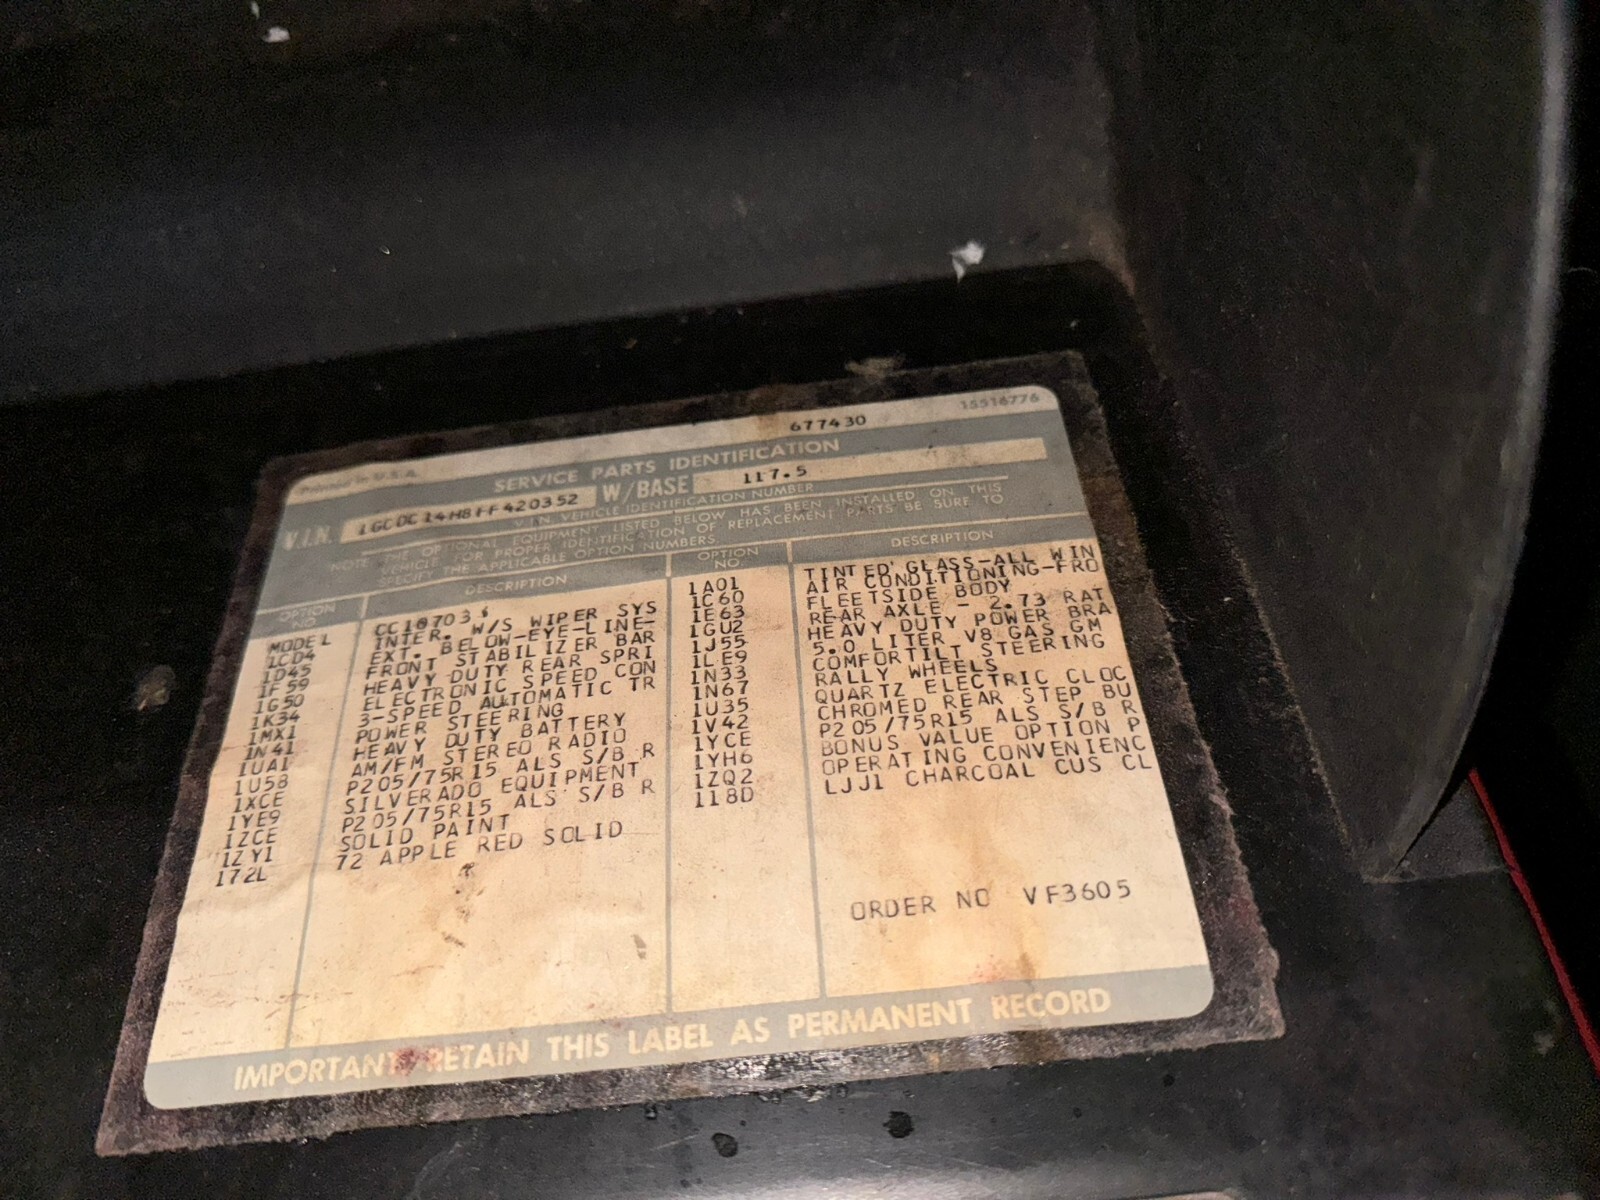 677430 15516776
Printed in U.S.A.
SERVICE PARTS IDENTIFICATION
V.I.N. 1GCDC14H8FF420352 W/BASE 117.5
V.I.N. VEHICLE IDENTIFICATION NUMBER
NOTE THE OPTIONAL EQUIPMENT LISTED BELOW HAS BEEN INSTALLED ON THIS
VEHICLE FOR PROPER IDENTIFICATION OF REPLACEMENT PARTS BE SURE TO
SPECIFY THE APPLICABLE OPTION NUMBERS.
OPTION NO. DESCRIPTION
MODEL CC10703
1CD4 INTER. W/S WIPER SYS
1D45 EXT. BELOW-EYE-LINE-
1F59 FRONT STABILIZER BAR
1G50 HEAVY DUTY REAR SPRI
1K34 ELECTRONIC SPEED CON
1MX1 3-SPEED AUTOMATIC TR
1N41 POWER STEERING
1UA1 HEAVY DUTY BATTERY
1U58 AM/FM STEREO RADIO
1XCE P205/75R15 ALS S/B R
1YE9 SILVERADO EQUIPMENT
1ZCE P205/75R15 ALS S/B R
1ZY1 SOLID PAINT
172L 72 APPLE RED SOLID
OPTION NO. DESCRIPTION
1A01 TINTED GLASS-ALL WIN
1C60 AIR CONDITIONING-FRO
1E63 FLEETSIDE BODY
1GU2 REAR AXLE - 2.73 RAT
1J55 HEAVY DUTY POWER BRA
1LE9 5.0 LITER V8 GAS GM
1N33 COMFORTILT STEERING
1N67 RALLY WHEELS
1U35 QUARTZ ELECTRIC CLOC
1V42 CHROMED REAR STEP BU
1YCE P205/75R15 ALS S/B R
1YH6 BONUS VALUE OPTION P
1ZQ2 OPERATING CONVENIENC
118D LJJ1 CHARCOAL CUS CL
ORDER NO VF3605
IMPORTANT: RETAIN THIS LABEL AS PERMANENT RECORD